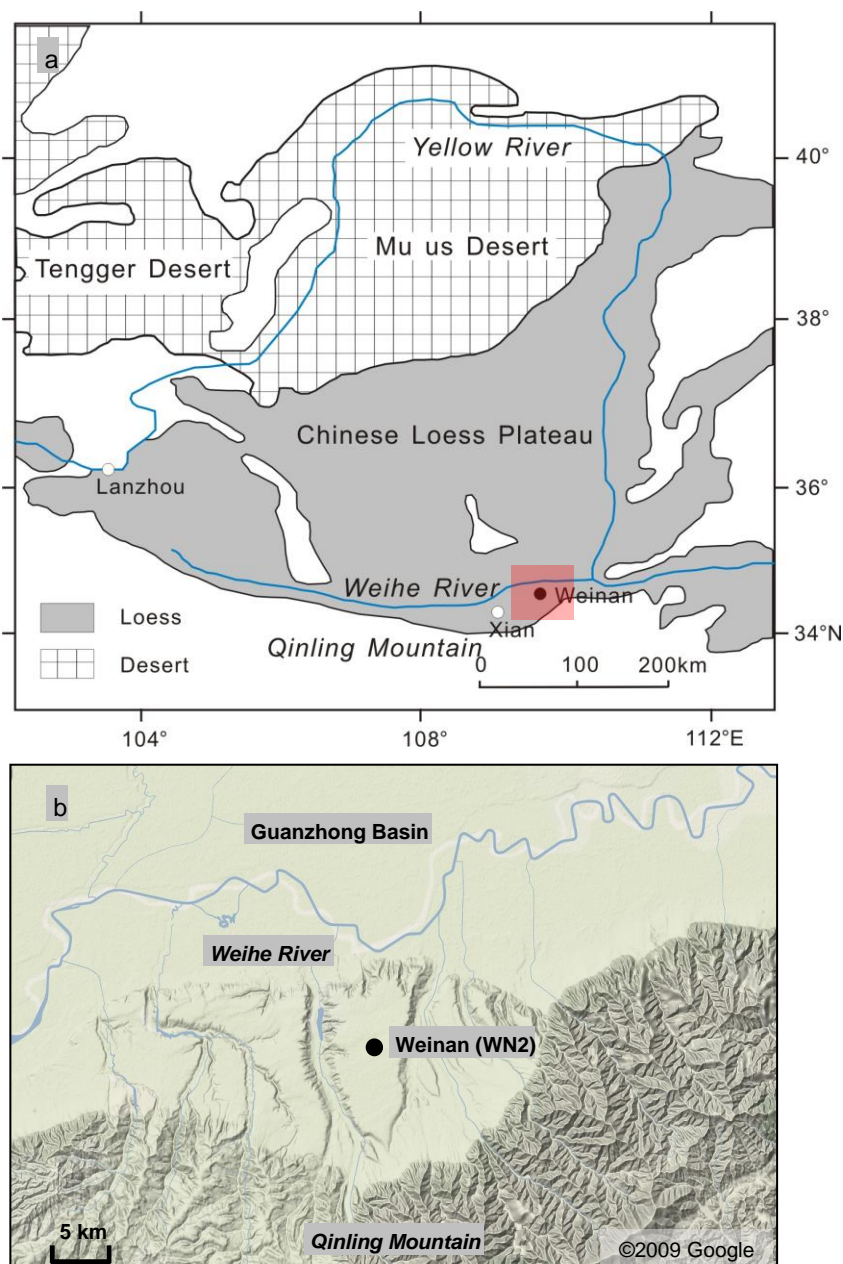 a
Yellow River
40°
Tengger Desert
Mu us Desert
38°
Chinese Loess Plateau
36°
Lanzhou
Weihe River
Weinan
Loess
Xian
34°N
Qinling Mountain
Desert
0 100 200km
104° 108° 112°E
b
Guanzhong Basin
Weihe River
Weinan (WN2)
5 km
Qinling Mountain
©2009 Google